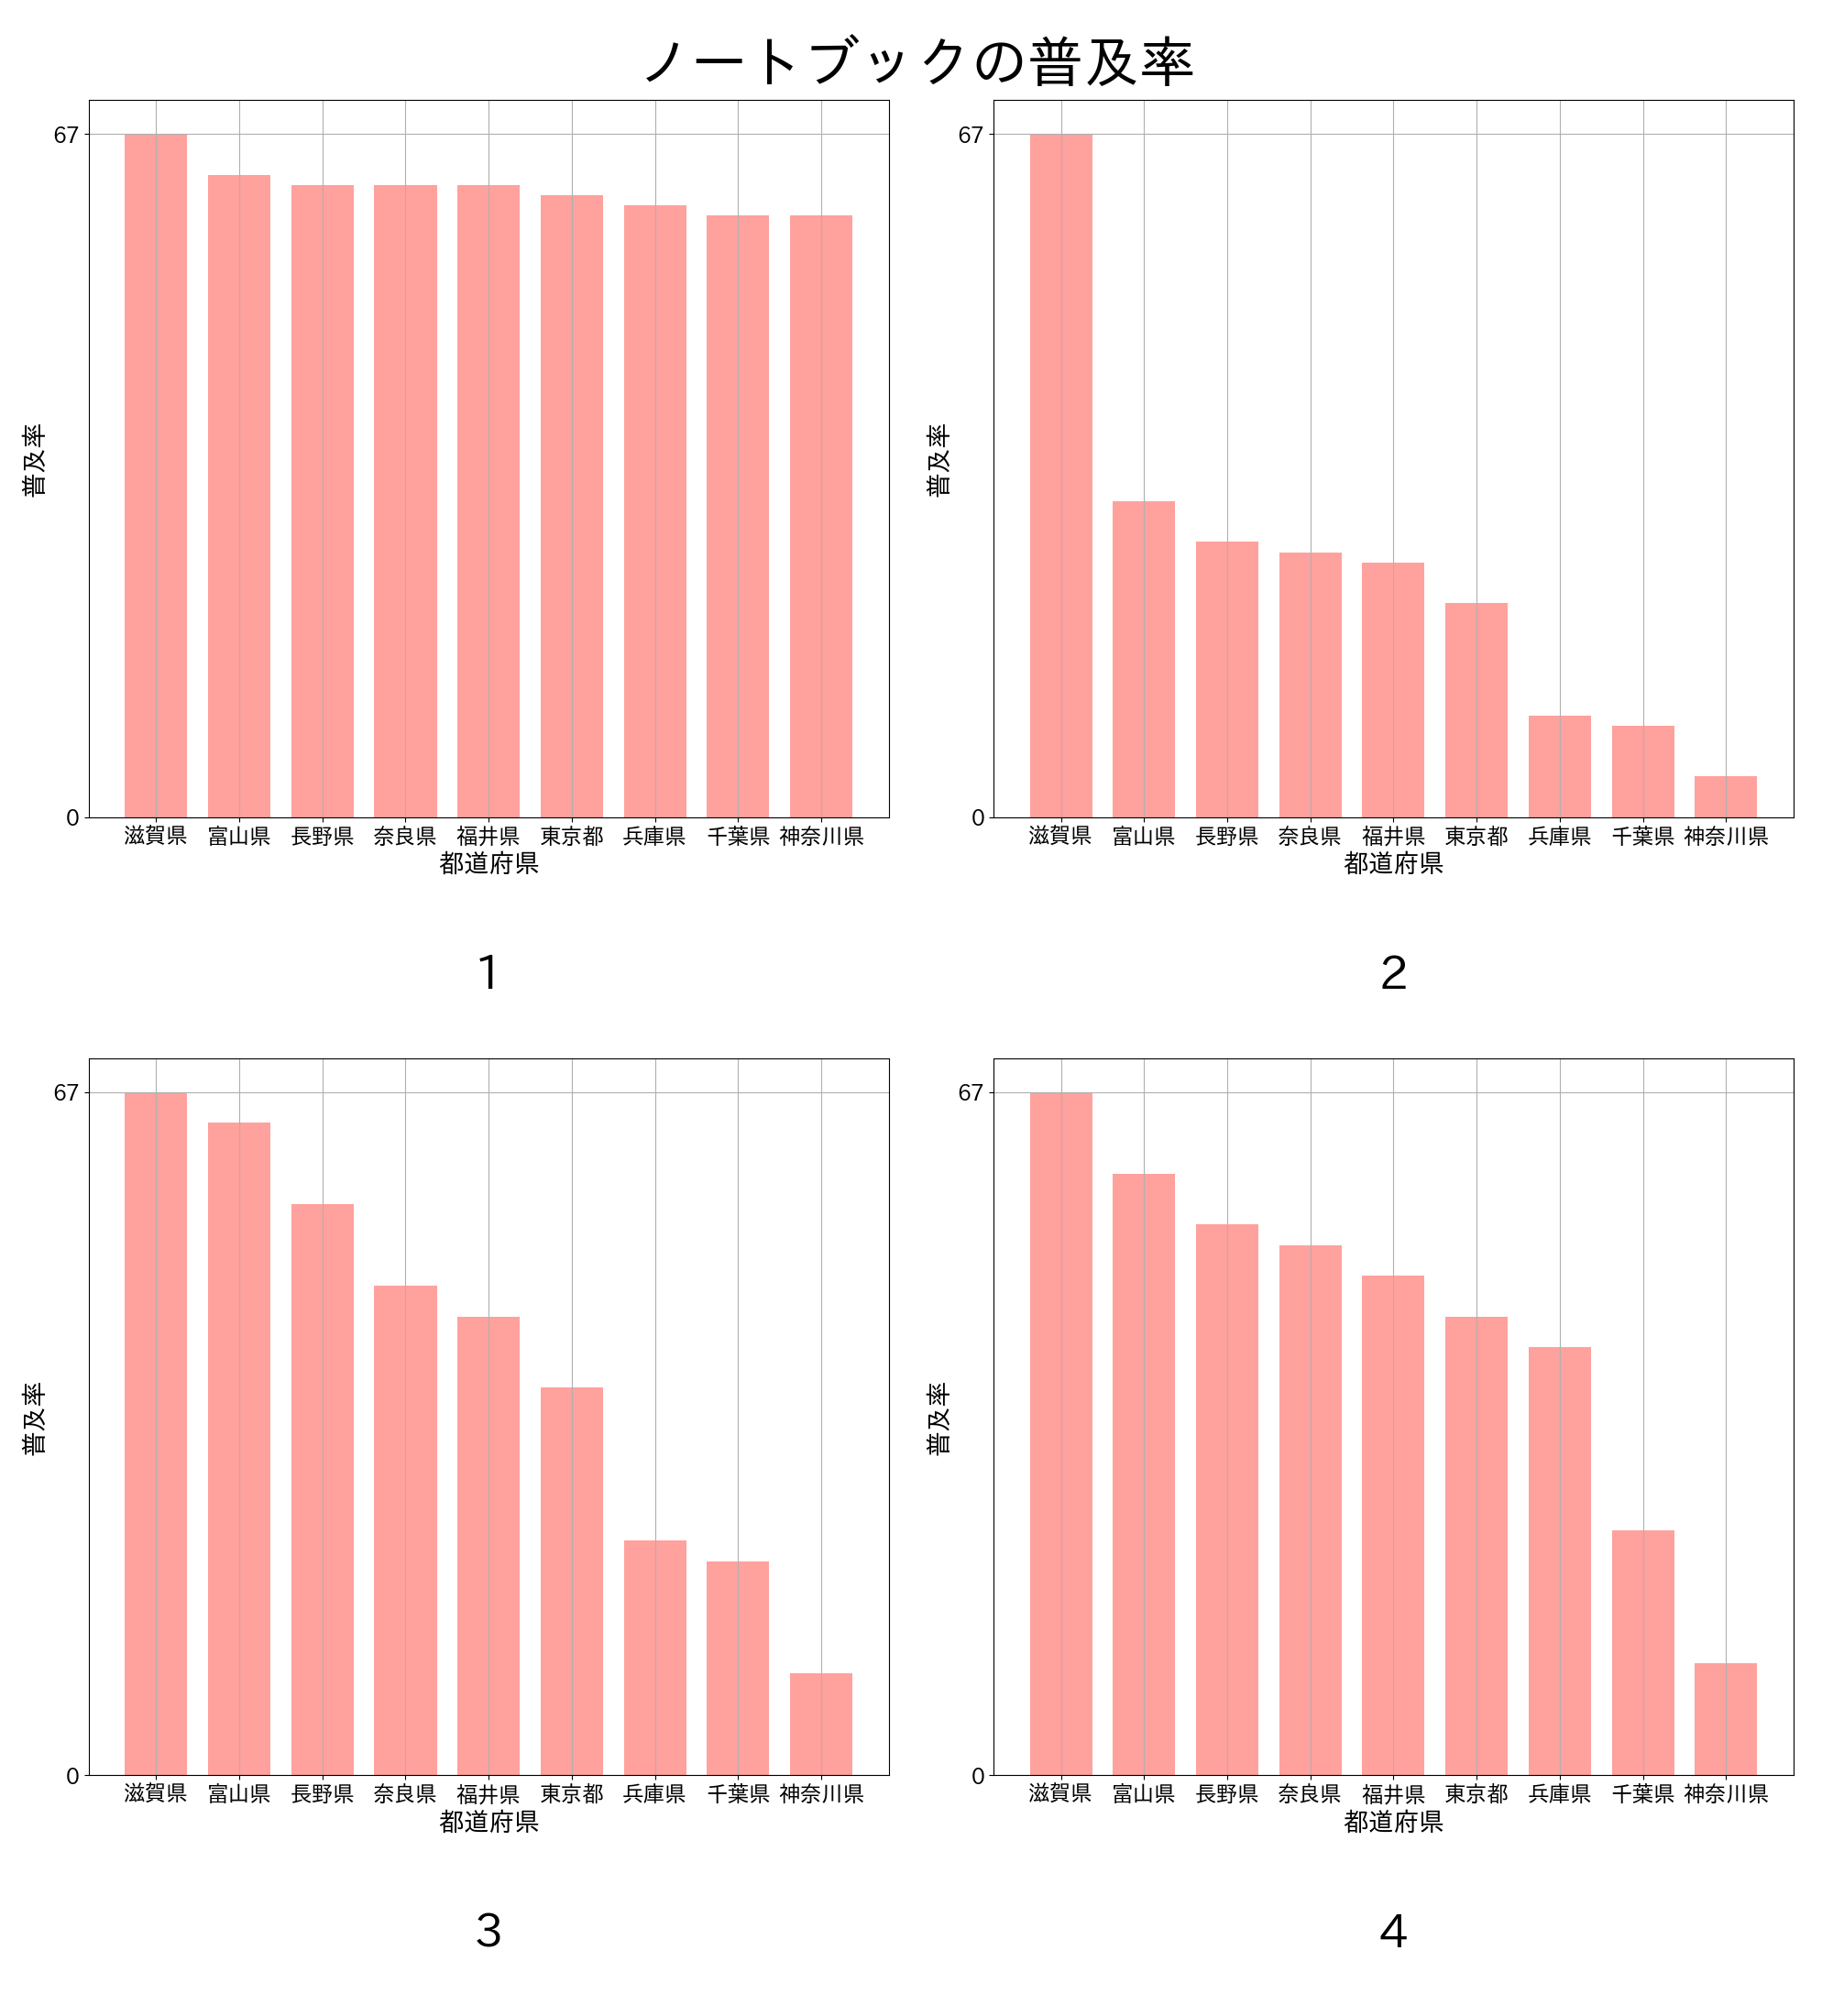 ノートブックの普及率
67
0
普及率
滋賀県 富山県 長野県 奈良県 福井県 東京都 兵庫県 千葉県 神奈川県
都道府県
1
67
0
普及率
滋賀県 富山県 長野県 奈良県 福井県 東京都 兵庫県 千葉県 神奈川県
都道府県
2
67
0
普及率
滋賀県 富山県 長野県 奈良県 福井県 東京都 兵庫県 千葉県 神奈川県
都道府県
3
67
0
普及率
滋賀県 富山県 長野県 奈良県 福井県 東京都 兵庫県 千葉県 神奈川県
都道府県
4